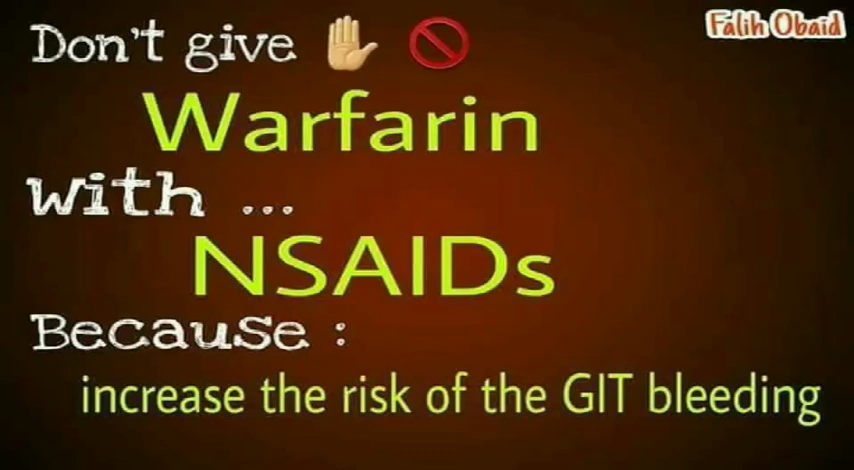 Don't give ✋ 🚫
Falih Obaid
Warfarin
with ...
NSAIDs
Because :
increase the risk of the GIT bleeding